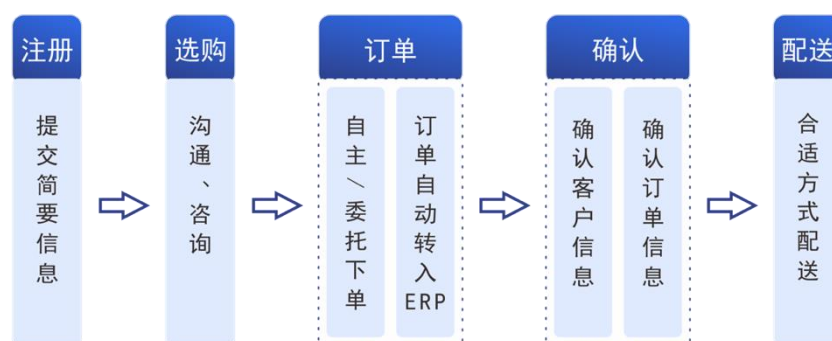 注册
提交简要信息
选购
沟通、咨询
订单
自主/委托下单
订单自动转入ERP
确认
确认客户信息
确认订单信息
配送
合适方式配送